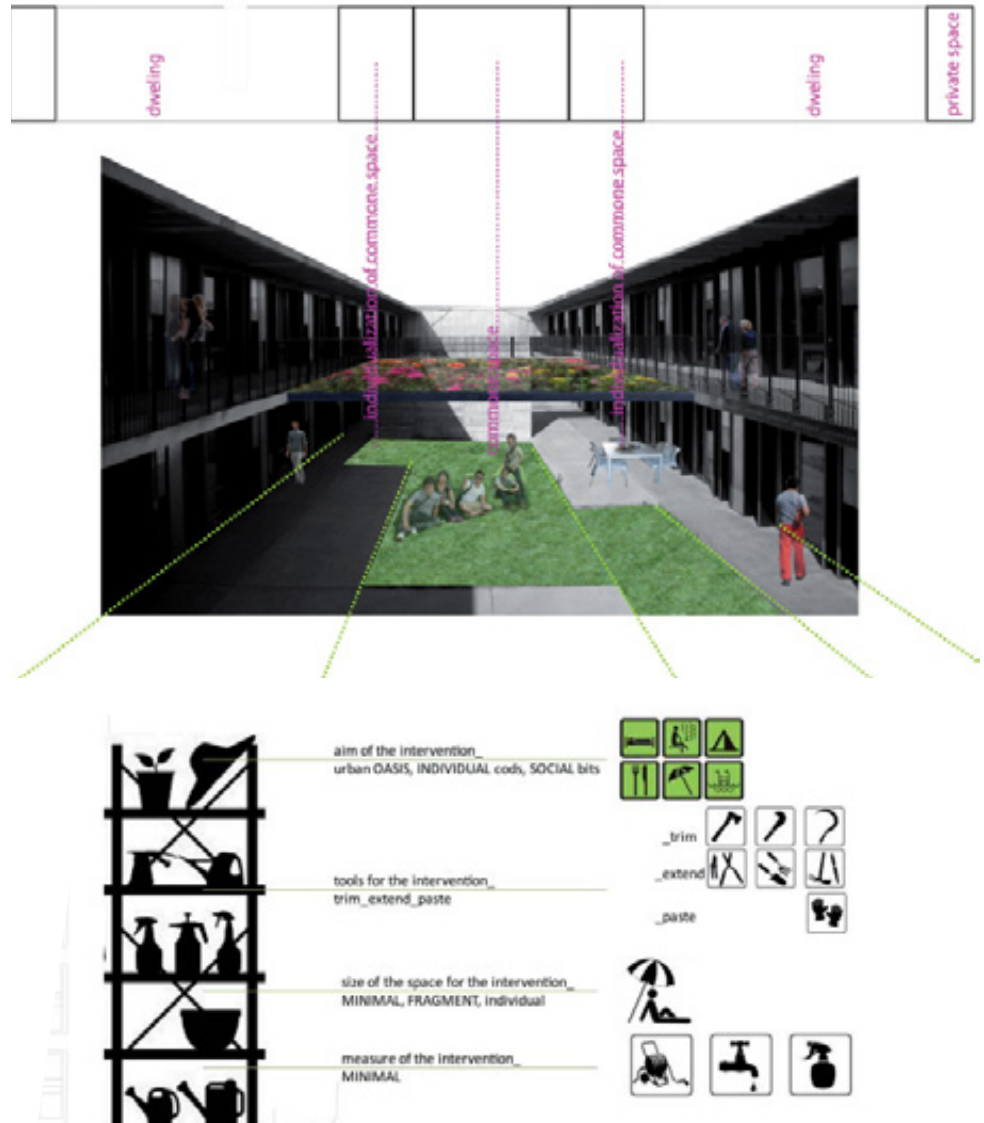 dweling
dweling
private space
individualization of commone space
commone space
individualization of commone space
aim of the intervention_
urban OASIS, INDIVIDUAL cods, SOCIAL bits
_trim
_extend
tools for the intervention_
trim_extend_paste
_paste
size of the space for the intervention_
MINIMAL, FRAGMENT, individual
measure of the intervention_
MINIMAL